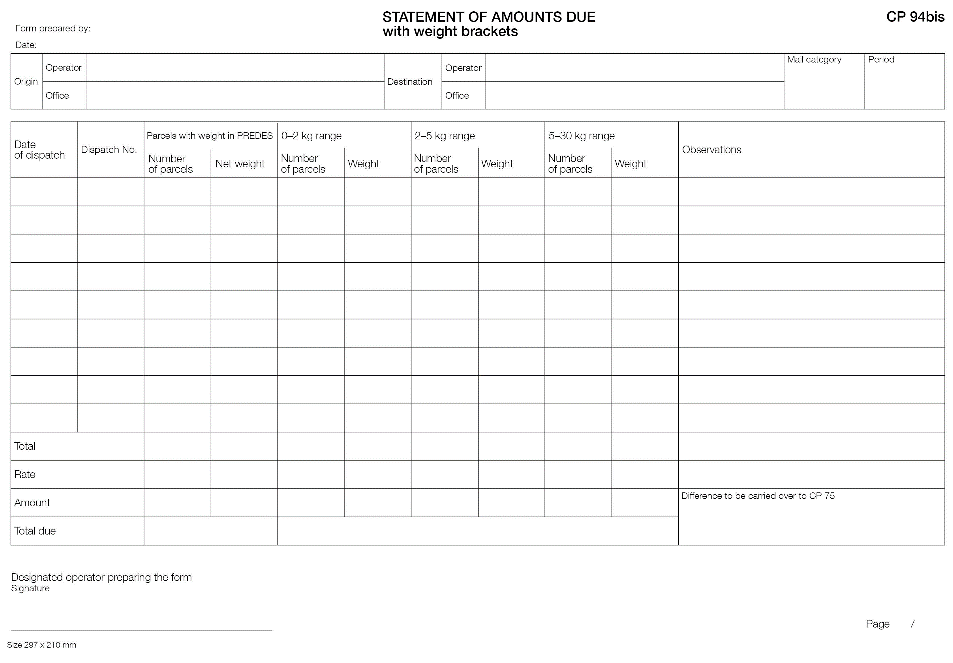 STATEMENT OF AMOUNTS DUE
with weight brackets
CP 94bis
Form prepared by:
Date:
Origin
Operator
Office
Destination
Operator
Office
Mail category
Period
Date
of dispatch
Dispatch No.
Parcels with weight in PREDES
Number
of parcels
Net weight
0–2 kg range
Number
of parcels
Weight
2–5 kg range
Number
of parcels
Weight
5–30 kg range
Number
of parcels
Weight
Observations
Total
Rate
Amount
Difference to be carried over to CP 75
Total due
Designated operator preparing the form
Signature
Page /
Size 297 x 210 mm